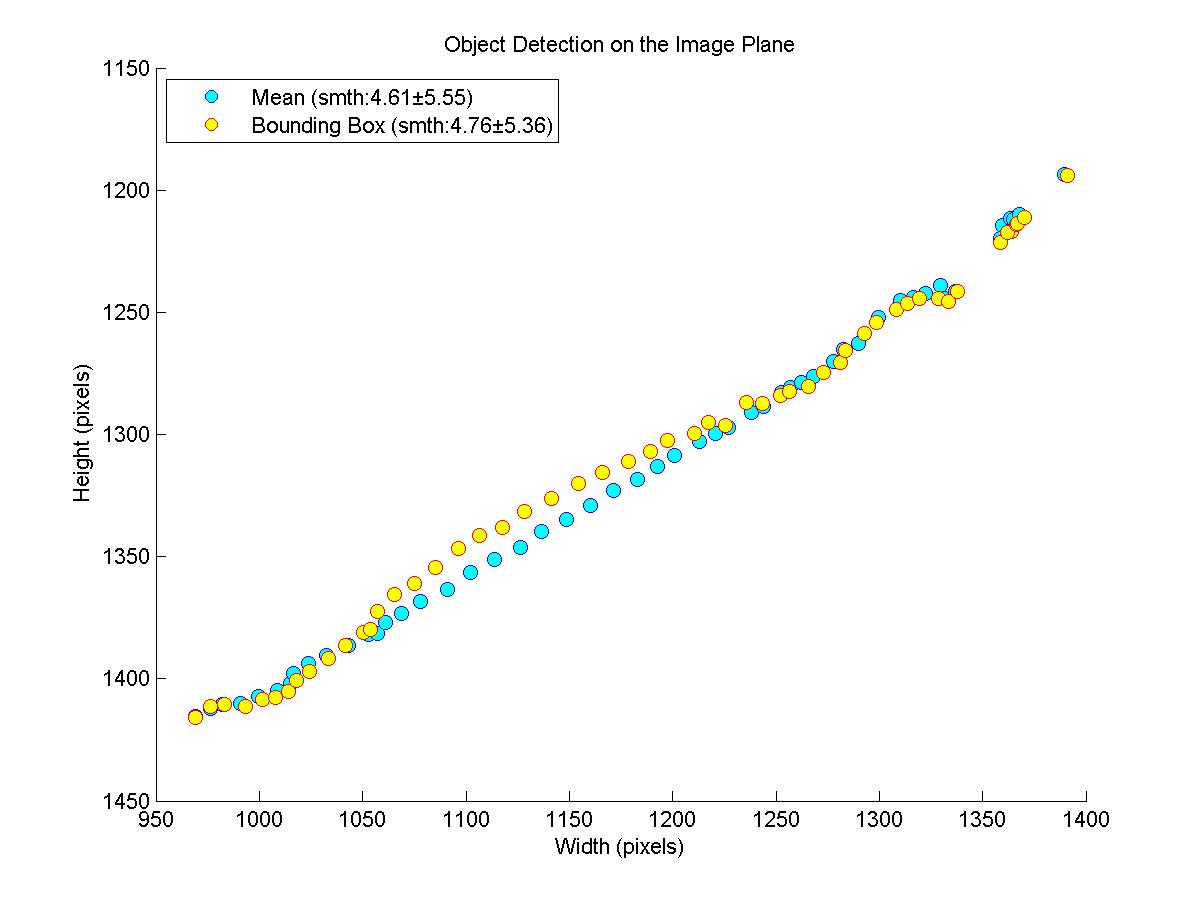 Object Detection on the Image Plane
Mean (smth:4.61±5.55)
Bounding Box (smth:4.76±5.36)
1150
1200
1250
1300
1350
1400
1450
Height (pixels)
950 1000 1050 1100 1150 1200 1250 1300 1350 1400
Width (pixels)